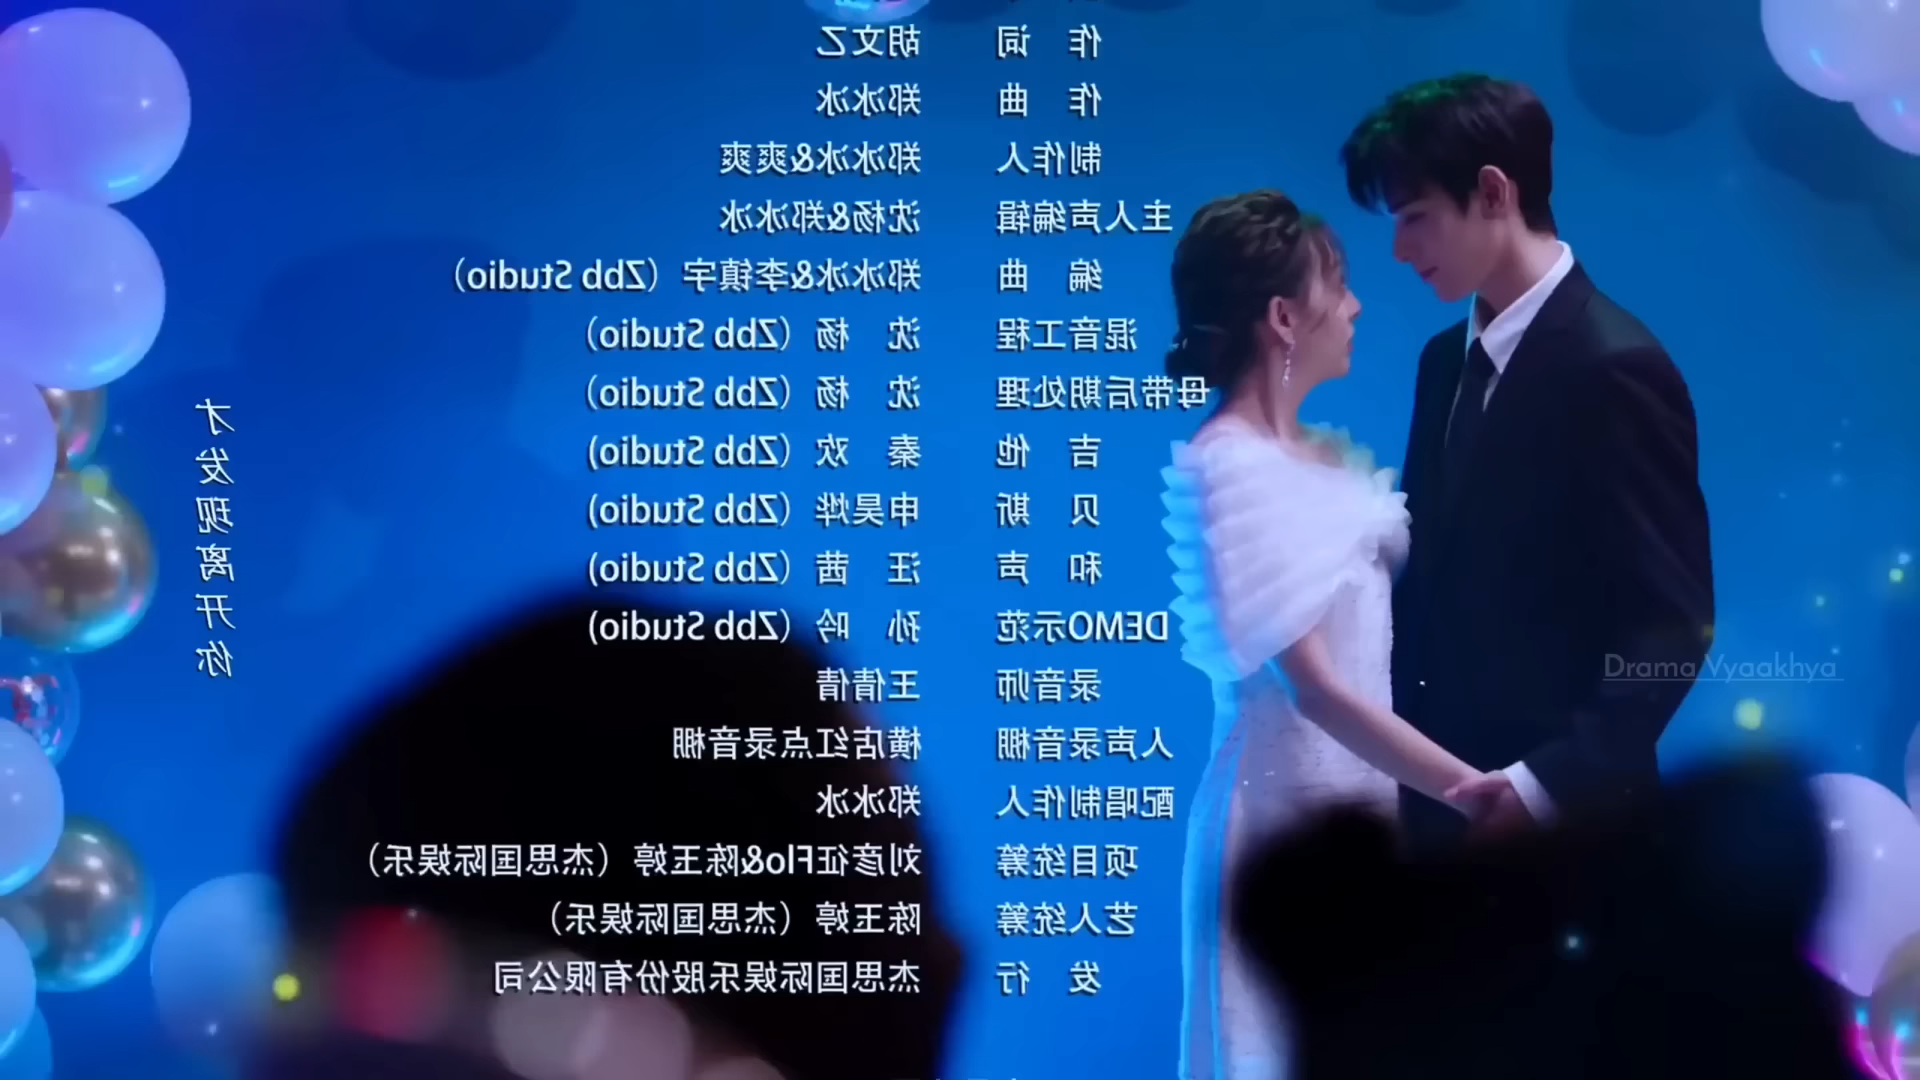 作 词 胡文乙
作 曲 郑冰冰
制作人 郑冰冰&爽爽
主人声编辑 沈杨&郑冰冰
编 曲 郑冰冰&李镇宇（Zbb Studio）
混音工程 沈 杨（Zbb Studio）
母带后期处理 沈 杨（Zbb Studio）
吉 他 秦 欢（Zbb Studio)
贝 斯 申昊烨（Zbb Studio)
和 声 汪 茜（Zbb Studio)
DEMO示范 孙 吟（Zbb Studio)
录音师 王倩倩
人声录音棚 横店红点录音棚
配唱制作人 郑冰冰
项目统筹 刘彦征Flo&陈玉婷（杰思国际娱乐）
艺人统筹 陈玉婷（杰思国际娱乐）
发 行 杰思国际娱乐股份有限公司
才发现离开你
Drama Vyaakhya